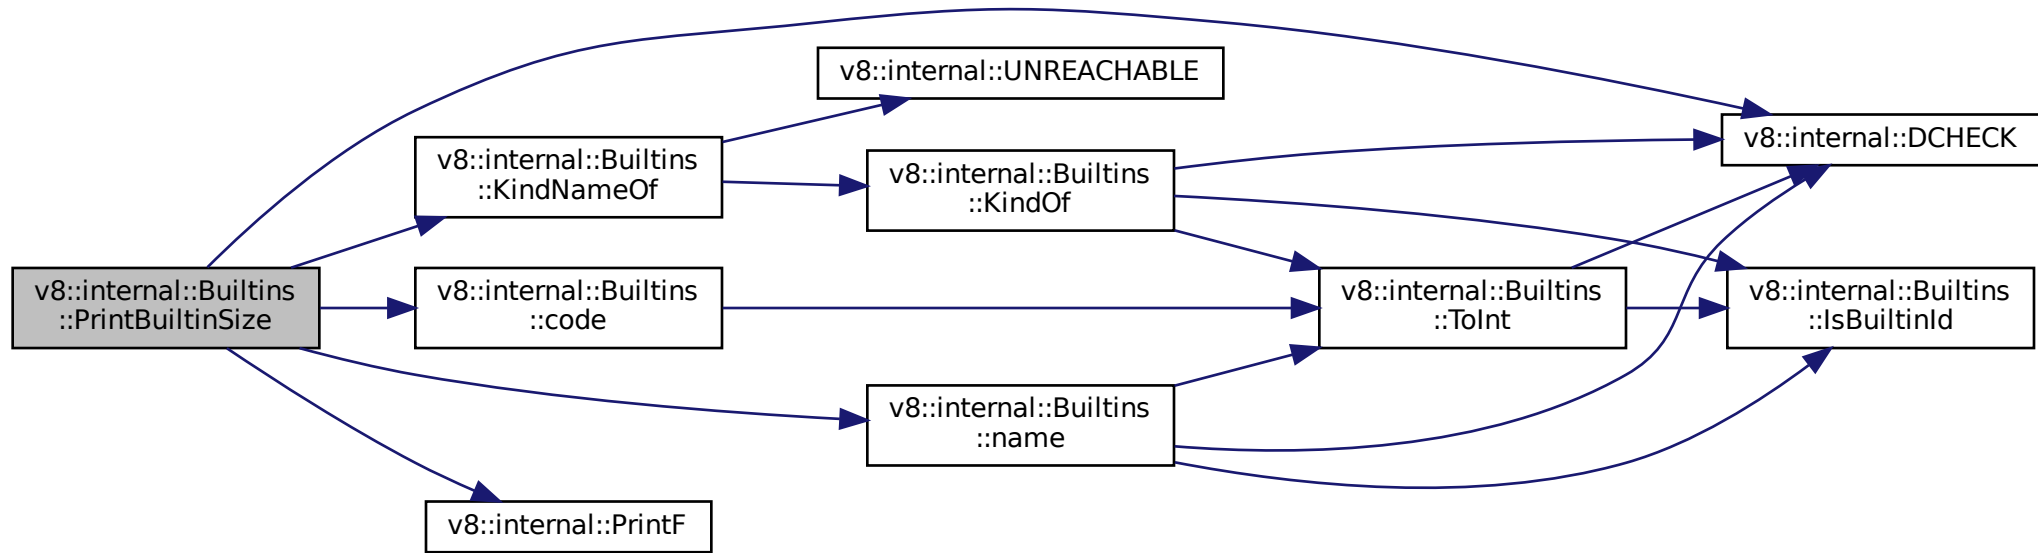 v8::internal::UNREACHABLE
v8::internal::DCHECK
v8::internal::Builtins
::KindNameOf
v8::internal::Builtins
::KindOf
v8::internal::Builtins
::PrintBuiltinSize
v8::internal::Builtins
::code
v8::internal::Builtins
::ToInt
v8::internal::Builtins
::IsBuiltinId
v8::internal::Builtins
::name
v8::internal::PrintF